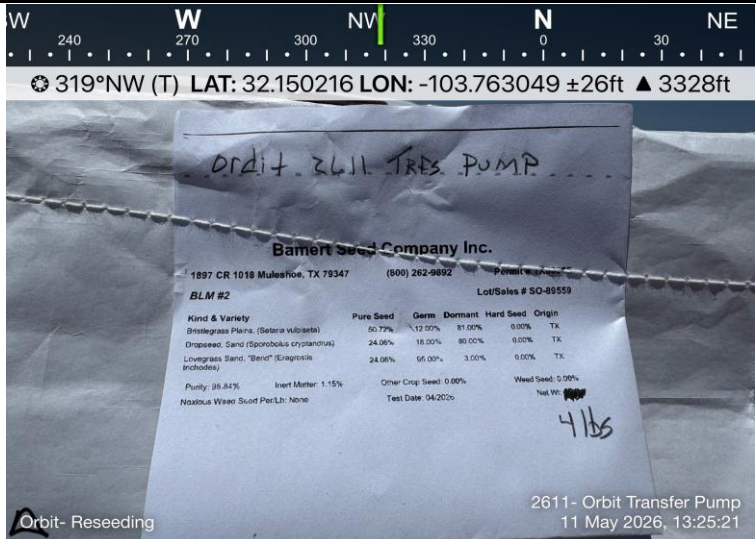 SW W NW N NE
240 270 300 330 0 30
319°NW (T) LAT: 32.150216 LON: -103.763049 ±26ft ▲ 3328ft
Ordit 2611 TRES PUMP
Bamert Seed Company Inc.
1897 CR 1018 Muleshoe, TX 79347 (800) 262-9892 Permit #
BLM #2 Lot/Sales # SO-89559
Kind & Variety Pure Seed Germ Dormant Hard Seed Origin
Bristlegrass Plains, (Setaria vulpiseta) 50.72% 12.00% 81.00% 0.00% TX
Dropseed, Sand (Sporobolus cryptandrus) 24.06% 18.00% 80.00% 0.00% TX
Lovegrass Sand, "Bend" (Eragrostis 24.06% 95.00% 3.00% 0.00% TX
trichodes)
Purity: 98.84% Inert Matter: 1.15% Other Crop Seed: 0.00% Weed Seed: 0.00%
Noxious Weed Seed Per/Lb: None Test Date: 04/2026 Net Wt:
4 lbs
2611- Orbit Transfer Pump
Orbit- Reseeding 11 May 2026, 13:25:21